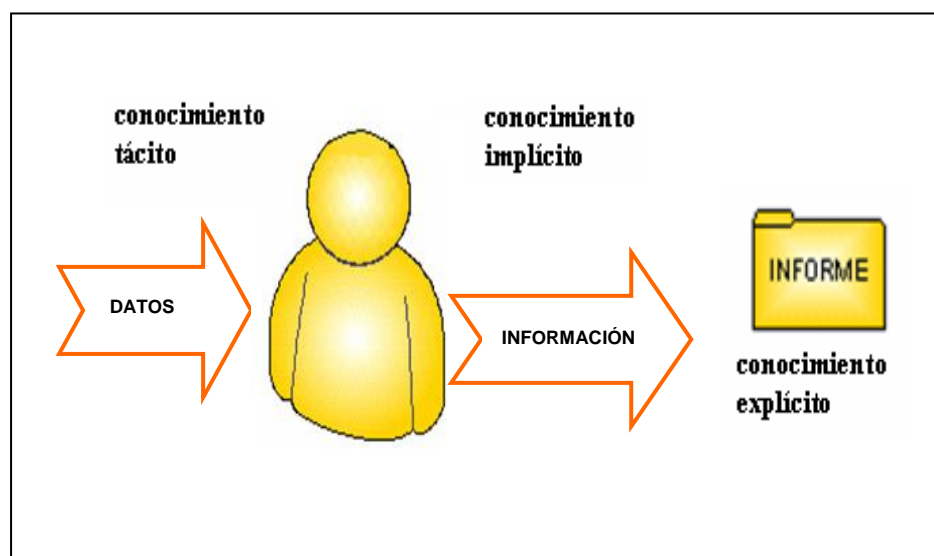 conocimiento
tácito
conocimiento
implícito
DATOS
INFORMACIÓN
INFORME
conocimiento
explícito